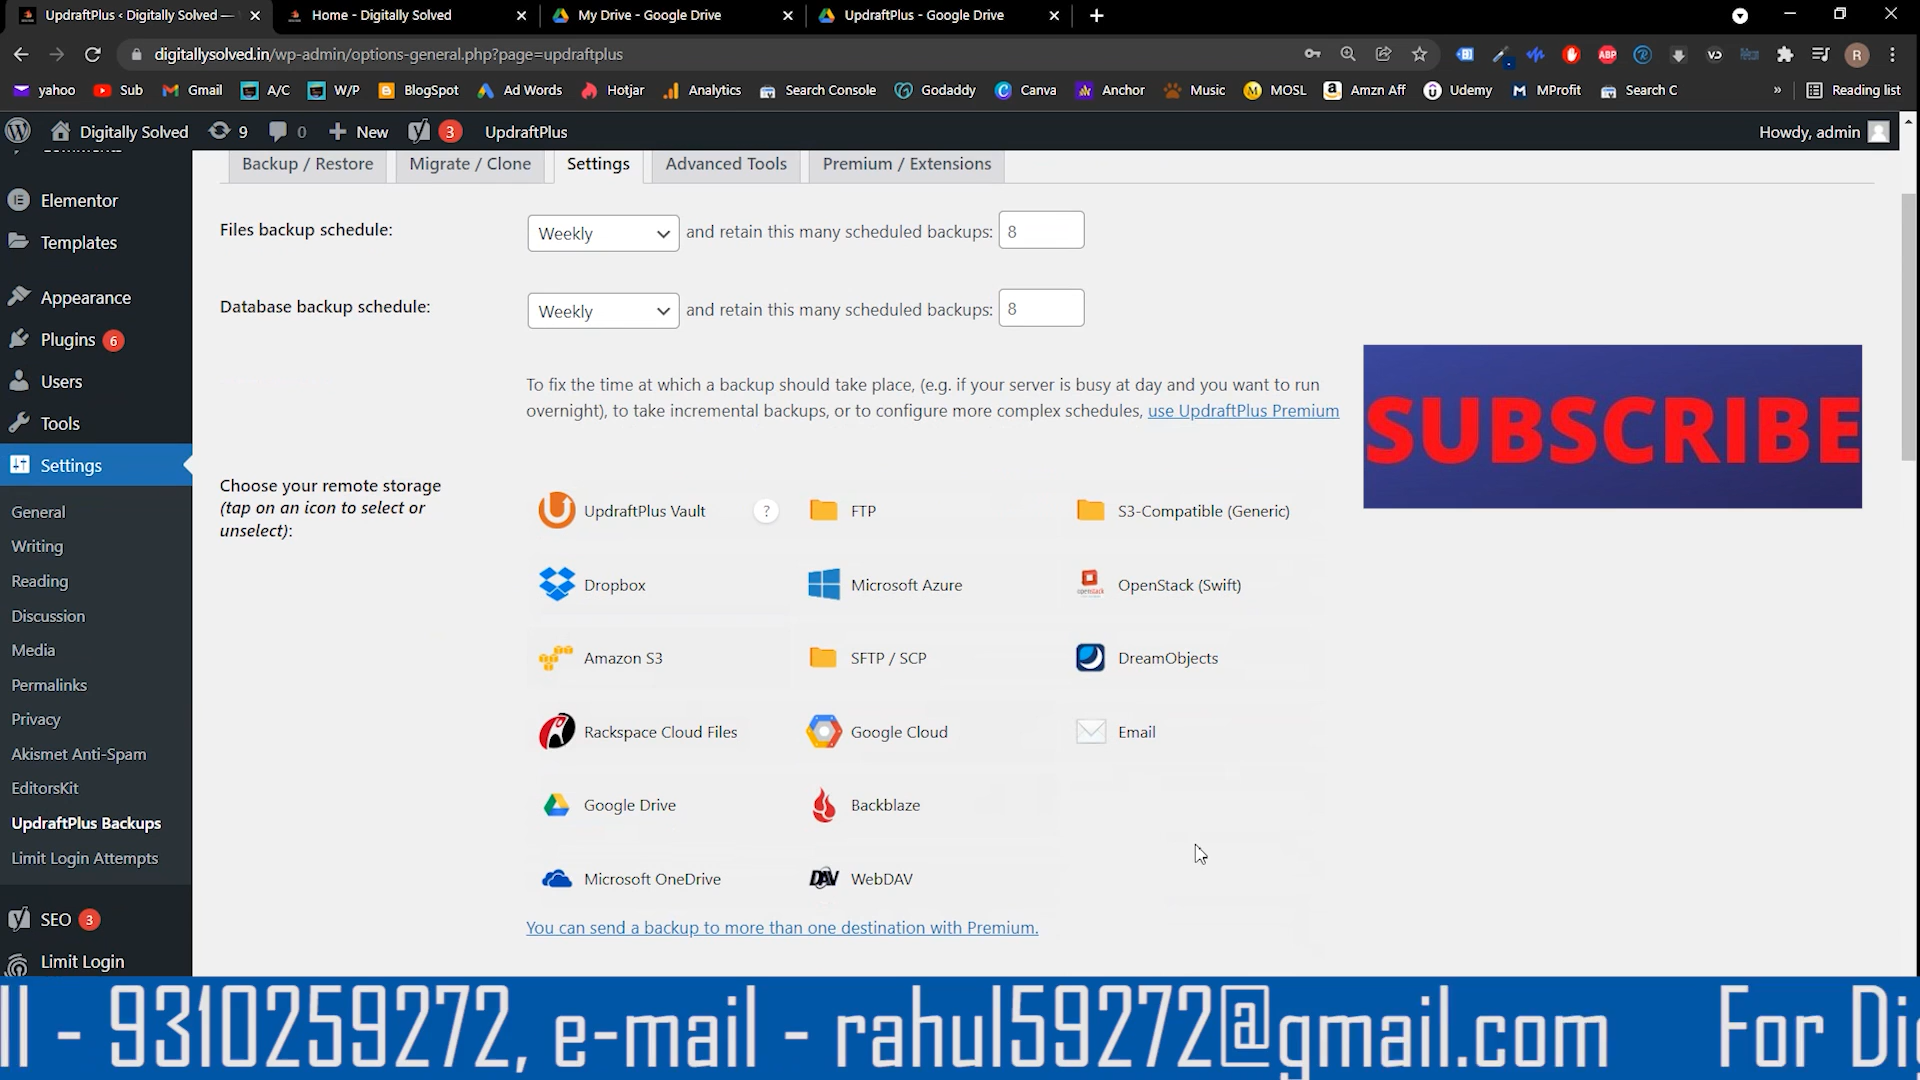 UpdraftPlus ‹ Digitally Solved —
Home - Digitally Solved
My Drive - Google Drive
UpdraftPlus - Google Drive
digitallysolved.in/wp-admin/options-general.php?page=updraftplus
yahoo
Sub
Gmail
A/C
W/P
BlogSpot
Ad Words
Hotjar
Analytics
Search Console
Godaddy
Canva
Anchor
Music
MOSL
Amzn Aff
Udemy
MProfit
Search C
»
Reading list
Digitally Solved
9
0
New
3
UpdraftPlus
Howdy, admin
Elementor
Templates
Appearance
Plugins 6
Users
Tools
Settings
General
Writing
Reading
Discussion
Media
Permalinks
Privacy
Akismet Anti-Spam
EditorsKit
UpdraftPlus Backups
Limit Login Attempts
SEO 3
Limit Login
Backup / Restore
Migrate / Clone
Settings
Advanced Tools
Premium / Extensions
Files backup schedule:
Weekly
and retain this many scheduled backups: 8
Database backup schedule:
Weekly
and retain this many scheduled backups: 8
To fix the time at which a backup should take place, (e.g. if your server is busy at day and you want to run
overnight), to take incremental backups, or to configure more complex schedules, use UpdraftPlus Premium
SUBSCRIBE
Choose your remote storage
(tap on an icon to select or
unselect):
UpdraftPlus Vault ?
FTP
S3-Compatible (Generic)
Dropbox
Microsoft Azure
openstack
OpenStack (Swift)
Amazon S3
SFTP / SCP
DreamObjects
Rackspace Cloud Files
Google Cloud
Email
Google Drive
Backblaze
Microsoft OneDrive
DAV
WebDAV
You can send a backup to more than one destination with Premium.
ll - 9310259272, e-mail - rahul59272@gmail.com For Di